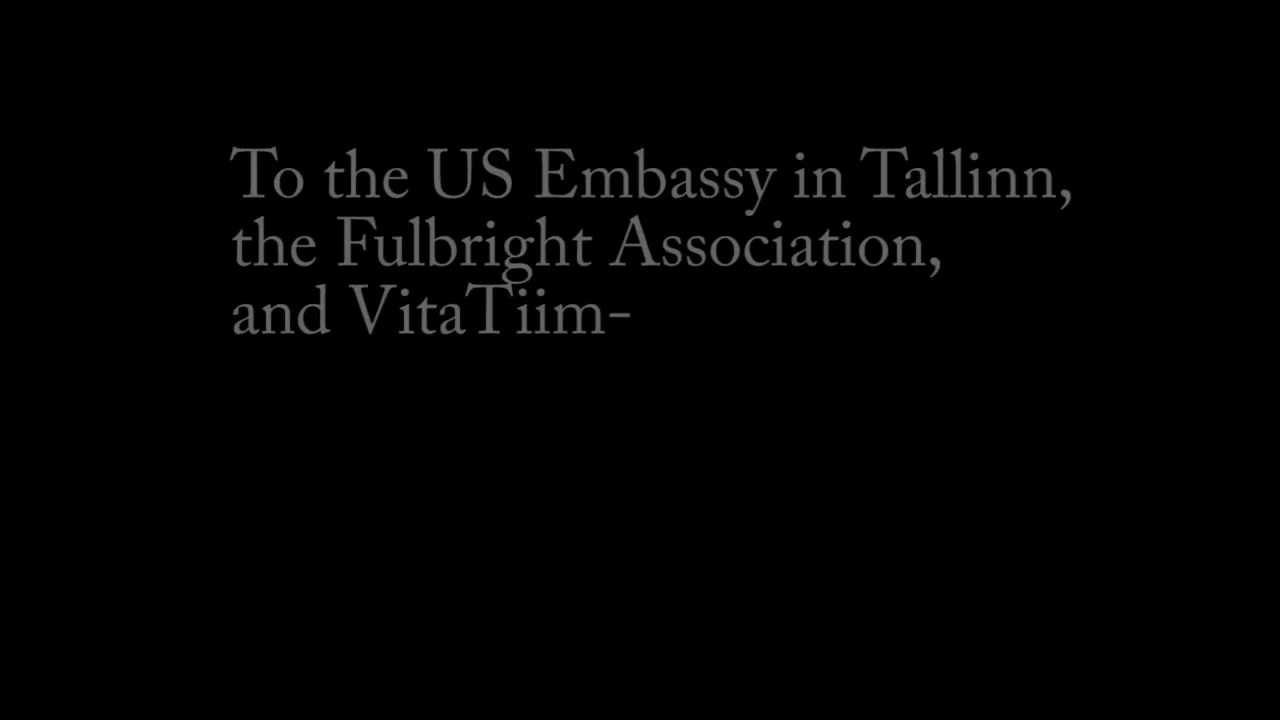 To the US Embassy in Tallinn,
the Fulbright Association,
and VitaTiim-